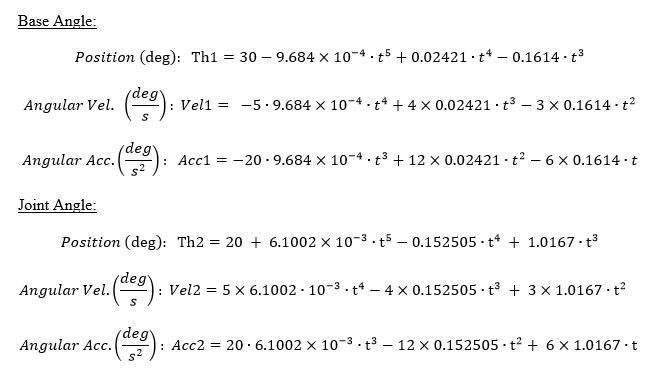 Base Angle:
Position (deg): Th1 = 30 − 9.684 × 10⁻⁴ · t⁵ + 0.02421 · t⁴ − 0.1614 · t³
Angular Vel. (deg/s): Vel1 = −5 · 9.684 × 10⁻⁴ · t⁴ + 4 × 0.02421 · t³ − 3 × 0.1614 · t²
Angular Acc. (deg/s²): Acc1 = −20 · 9.684 × 10⁻⁴ · t³ + 12 × 0.02421 · t² − 6 × 0.1614 · t
Joint Angle:
Position (deg): Th2 = 20 + 6.1002 × 10⁻³ · t⁵ − 0.152505 · t⁴ + 1.0167 · t³
Angular Vel. (deg/s): Vel2 = 5 × 6.1002 · 10⁻³ · t⁴ − 4 × 0.152505 · t³ + 3 × 1.0167 · t²
Angular Acc. (deg/s²): Acc2 = 20 · 6.1002 × 10⁻³ · t³ − 12 × 0.152505 · t² + 6 × 1.0167 · t